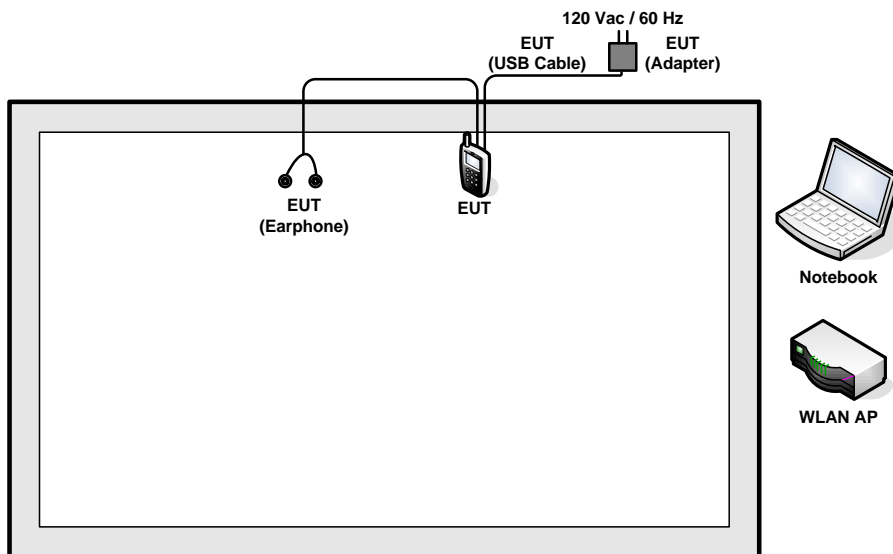 120 Vac / 60 Hz
EUT
(USB Cable)
EUT
(Adapter)
EUT
(Earphone)
EUT
Notebook
WLAN AP